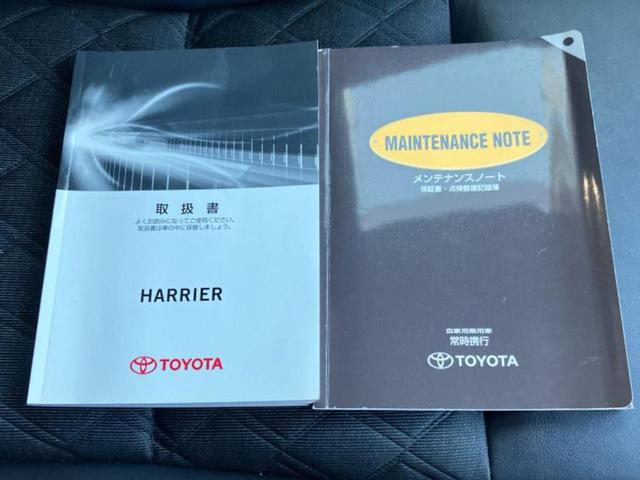 取扱書
よくお読みになってご使用ください。
取扱書は車の中に保管しましょう。
HARRIER
TOYOTA
MAINTENANCE NOTE
メンテナンスノート
保証書・点検整備記録簿
自家用乗用車
常時携行
TOYOTA